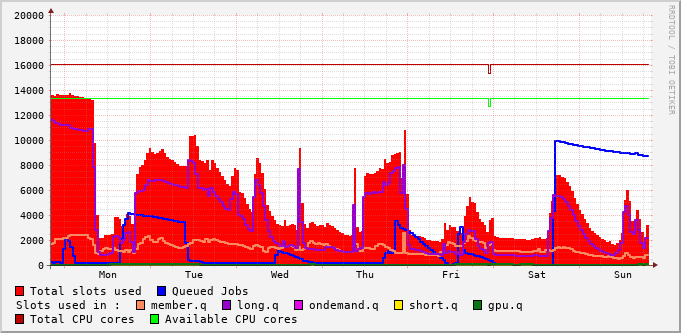 20000
18000
16000
14000
12000
10000
8000
6000
4000
2000
0
Mon Tue Wed Thu Fri Sat Sun
RRDTOOL / TOBI OETIKER
Total slots used Queued Jobs
Slots used in : member.q long.q ondemand.q short.q gpu.q
Total CPU cores Available CPU cores